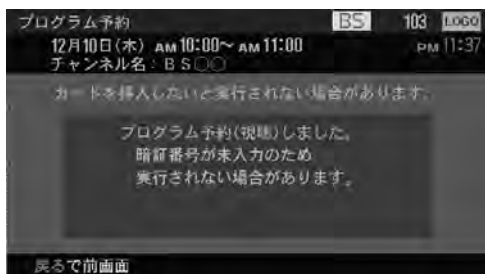 プログラム予約 BS 103 LOGO
12月10日(木) AM 10:00~ AM 11:00 PM 11:37
チャンネル名:BS○○
カードを挿入しないと実行されない場合があります。
プログラム予約(視聴)しました。
暗証番号が未入力のため
実行されない場合があります。
戻るで前画面